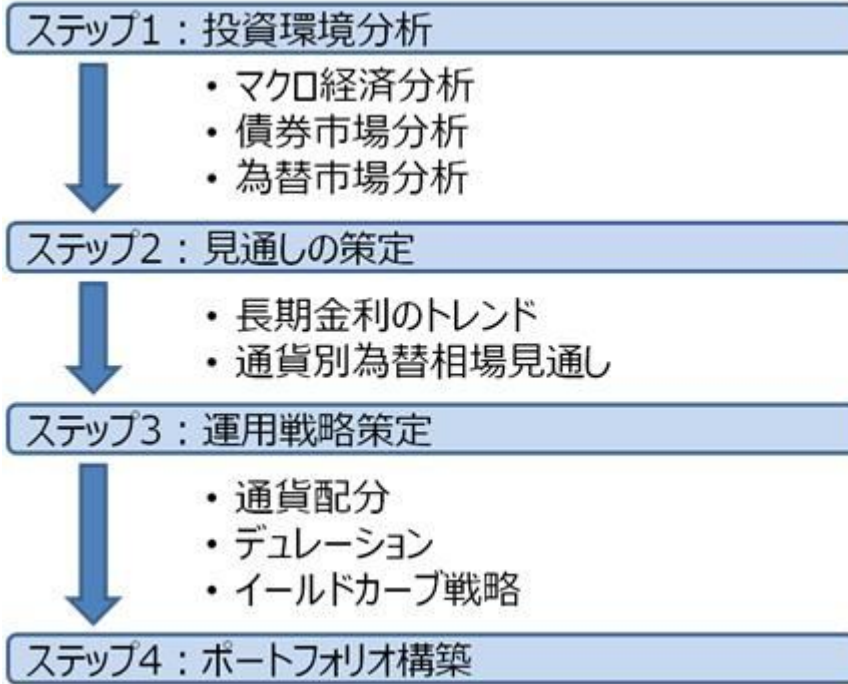 ステップ1：投資環境分析
・マクロ経済分析
・債券市場分析
・為替市場分析
ステップ2：見通しの策定
・長期金利のトレンド
・通貨別為替相場見通し
ステップ3：運用戦略策定
・通貨配分
・デュレーション
・イールドカーブ戦略
ステップ4：ポートフォリオ構築